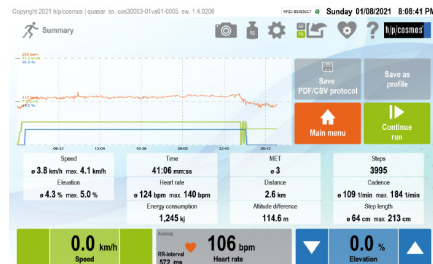 Copyright 2021 h/p/cosmos | quasar sn. cos30003-01va61-0005 sw. 1.4.0208
Sunday 01/08/2021 8:08:41 PM
Summary
h/p/cosmos
Save
PDF/CSV protocol
Save as
profile
Main menu
Continue
run
Speed
ø 3.8 km/h max. 4.1 km/h
Elevation
ø 4.3 % max. 5.0 %
Time
41:06 mm:ss
Heart rate
ø 124 bpm max. 140 bpm
Energy consumption
1,245 kj
MET
ø 3
Distance
2.6 km
Altitude difference
114.6 m
Steps
3995
Cadence
ø 109 1/min max. 184 1/min
Step length
ø 64 cm max. 213 cm
0.0 km/h
Speed
Analog
RR-interval
572 ms
106 bpm
Heart rate
0.0 %
Elevation